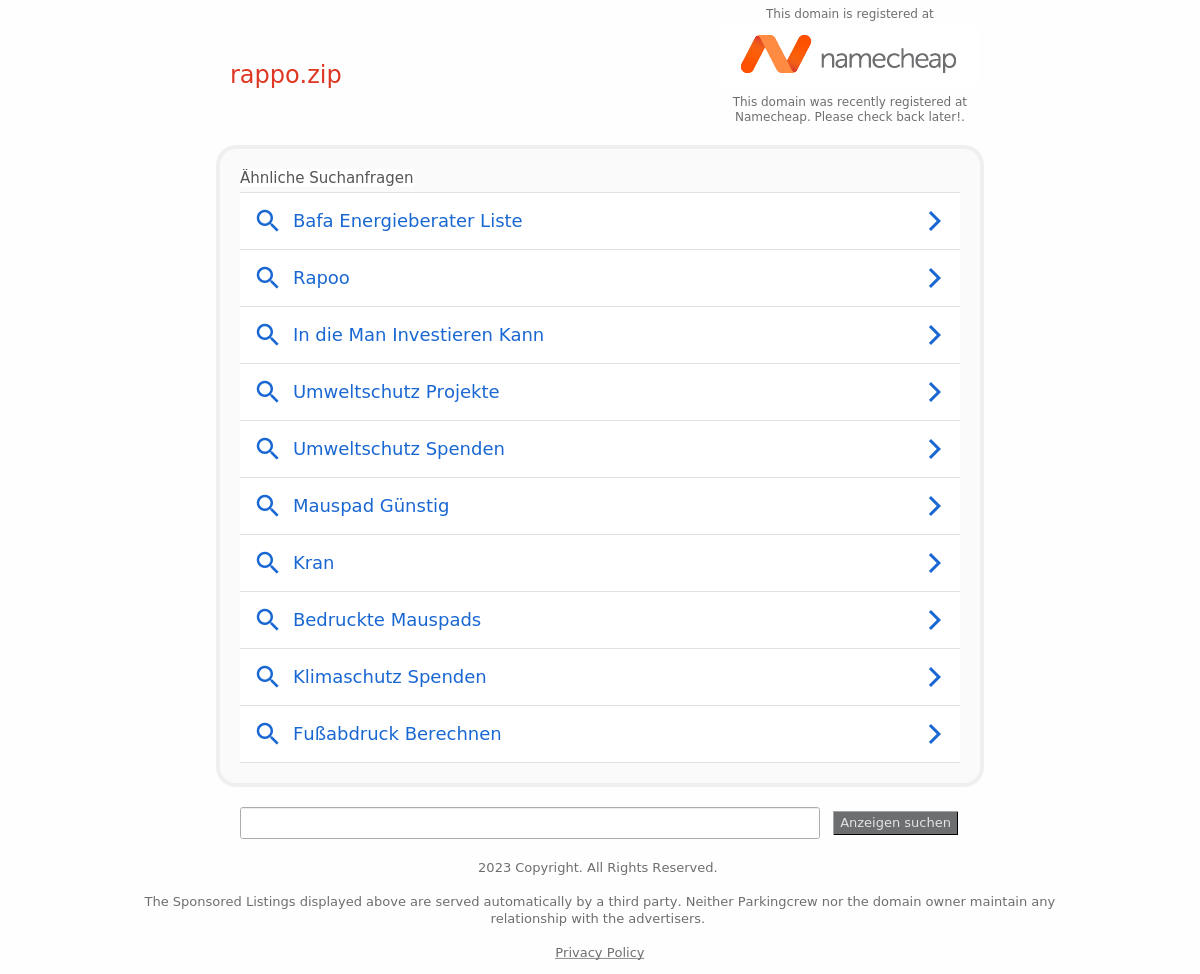 This domain is registered at
namecheap
rappo.zip
This domain was recently registered at
Namecheap. Please check back later!.
Ähnliche Suchanfragen
Bafa Energieberater Liste
Rapoo
In die Man Investieren Kann
Umweltschutz Projekte
Umweltschutz Spenden
Mauspad Günstig
Kran
Bedruckte Mauspads
Klimaschutz Spenden
Fußabdruck Berechnen
Anzeigen suchen
2023 Copyright. All Rights Reserved.
The Sponsored Listings displayed above are served automatically by a third party. Neither Parkingcrew nor the domain owner maintain any
relationship with the advertisers.
Privacy Policy